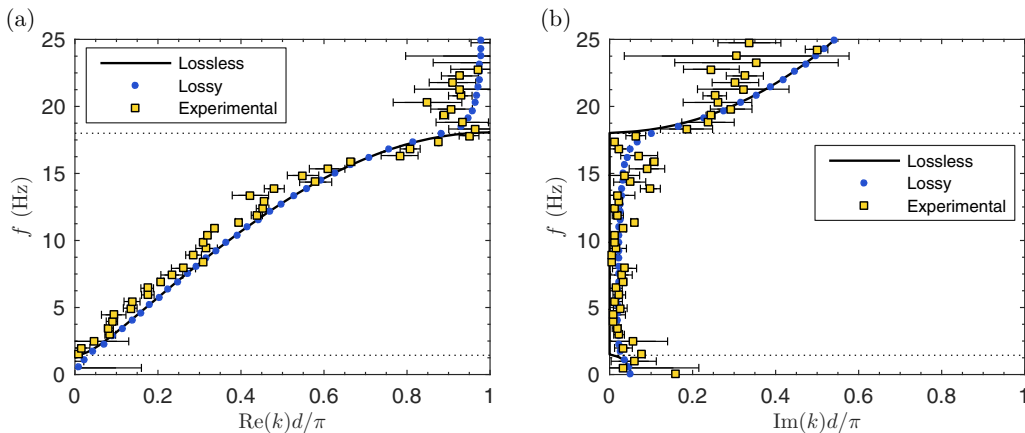 (a)
25
20
15
10
5
0
f (Hz)
Lossless
Lossy
Experimental
0
0.2
0.4
0.6
0.8
1
Re(k)d/π
(b)
25
20
15
10
5
0
f (Hz)
Lossless
Lossy
Experimental
0
0.2
0.4
0.6
0.8
1
Im(k)d/π